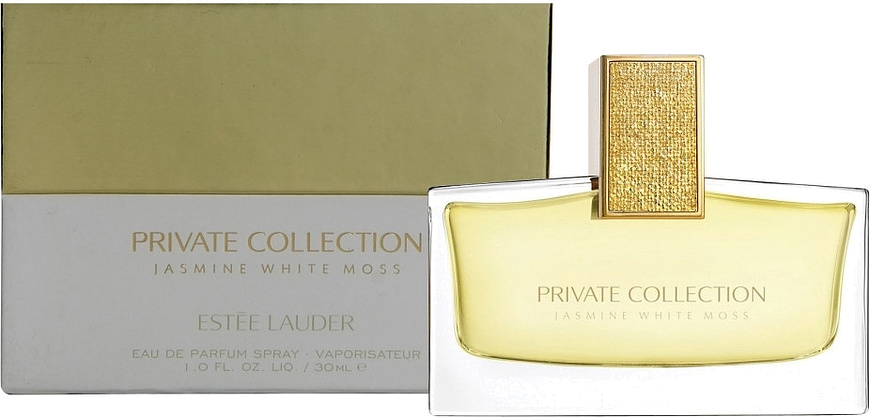 PRIVATE COLLECTION
JASMINE WHITE MOSS
ESTĒE LAUDER
EAU DE PARFUM SPRAY · VAPORISATEUR
1.0 FL. OZ. LIQ. / 30ML ℮
PRIVATE COLLECTION
JASMINE WHITE MOSS